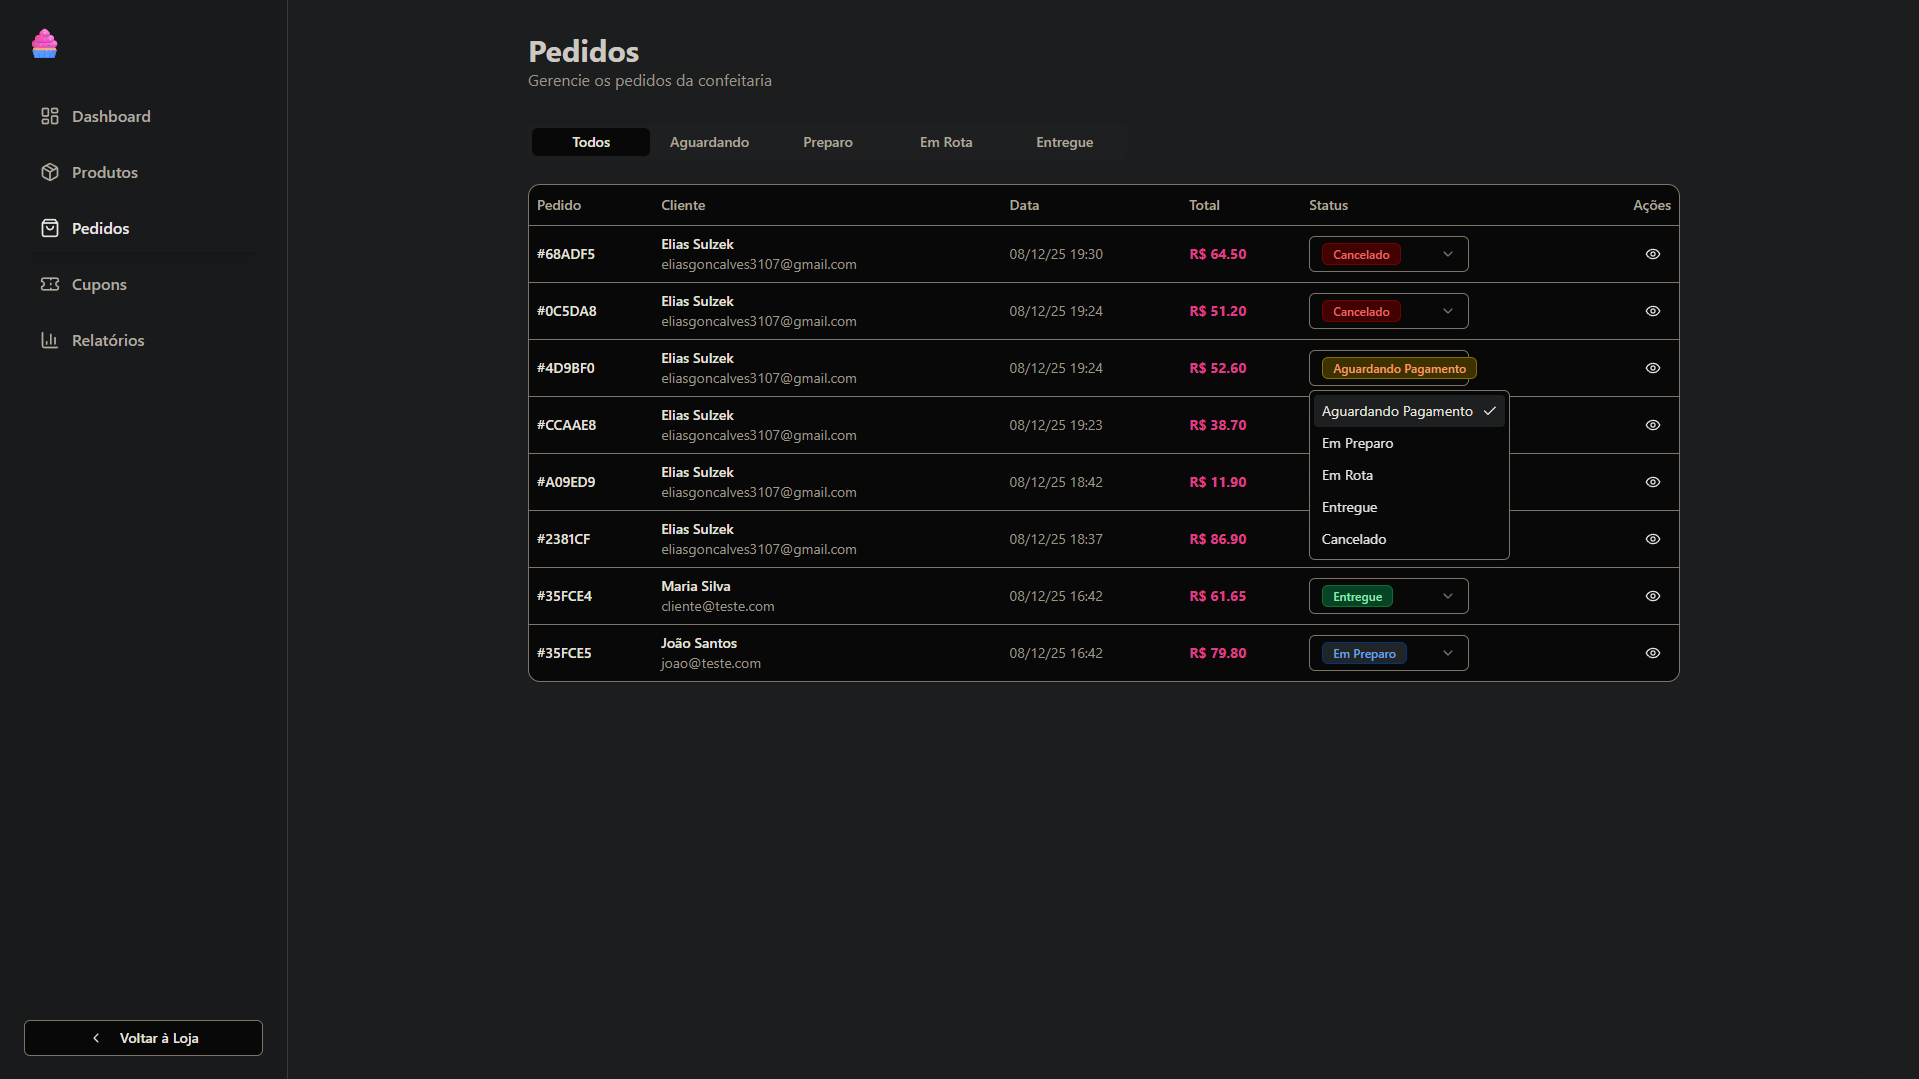 Dashboard
Produtos
Pedidos
Cupons
Relatórios
Voltar à Loja
Pedidos
Gerencie os pedidos da confeitaria
Todos Aguardando Preparo Em Rota Entregue
Pedido Cliente Data Total Status Ações
#68ADF5 Elias Sulzek 08/12/25 19:30 R$ 64.50 Cancelado
eliasgoncalves3107@gmail.com
#0C5DA8 Elias Sulzek 08/12/25 19:24 R$ 51.20 Cancelado
eliasgoncalves3107@gmail.com
#4D9BF0 Elias Sulzek 08/12/25 19:24 R$ 52.60 Aguardando Pagamento
eliasgoncalves3107@gmail.com
#CCAAE8 Elias Sulzek 08/12/25 19:23 R$ 38.70
eliasgoncalves3107@gmail.com
#A09ED9 Elias Sulzek 08/12/25 18:42 R$ 11.90
eliasgoncalves3107@gmail.com
#2381CF Elias Sulzek 08/12/25 18:37 R$ 86.90
eliasgoncalves3107@gmail.com
Aguardando Pagamento
Em Preparo
Em Rota
Entregue
Cancelado
#35FCE4 Maria Silva 08/12/25 16:42 R$ 61.65 Entregue
cliente@teste.com
#35FCE5 João Santos 08/12/25 16:42 R$ 79.80 Em Preparo
joao@teste.com